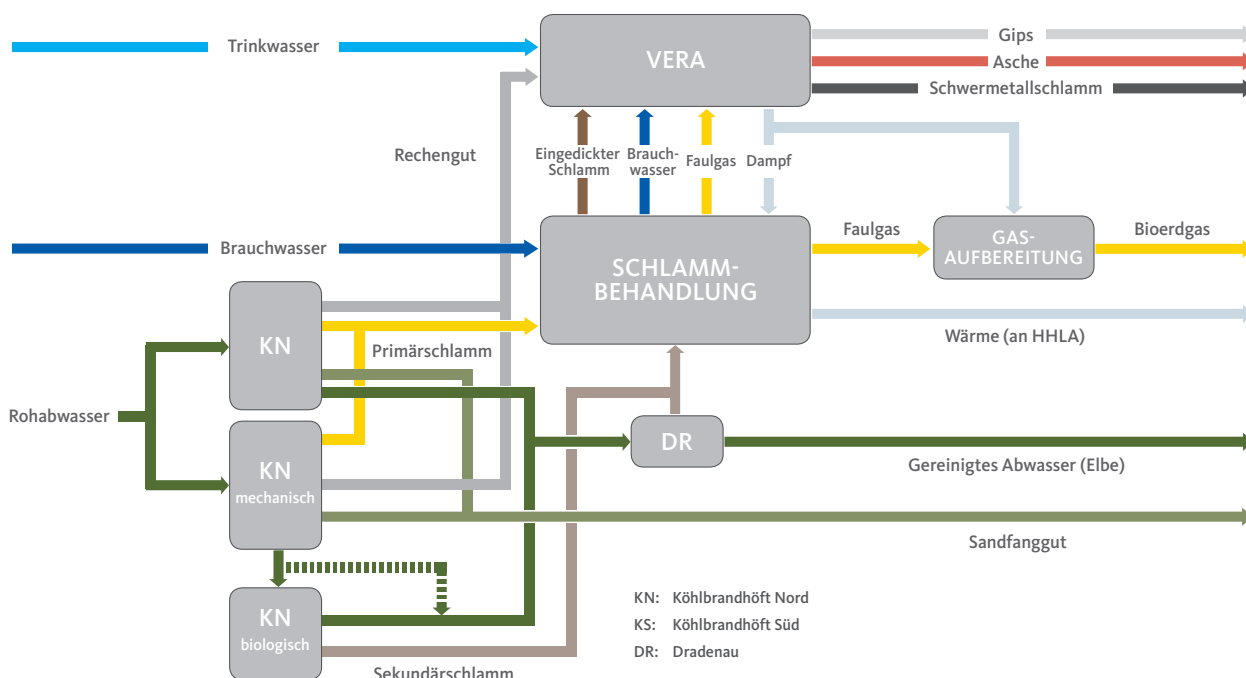 Trinkwasser
VERA
Gips
Asche
Schwermetallschlamm
Rechengut
Eingedickter
Schlamm
Brauch-
wasser
Faulgas
Dampf
Brauchwasser
SCHLAMM-
BEHANDLUNG
Faulgas
GAS-
AUFBEREITUNG
Bioerdgas
Wärme (an HHLA)
KN
Primärschlamm
Rohabwasser
KN
mechanisch
DR
Gereinigtes Abwasser (Elbe)
Sandfanggut
KN
biologisch
Sekundärschlamm
KN: Köhlbrandhöft Nord
KS: Köhlbrandhöft Süd
DR: Dradenau